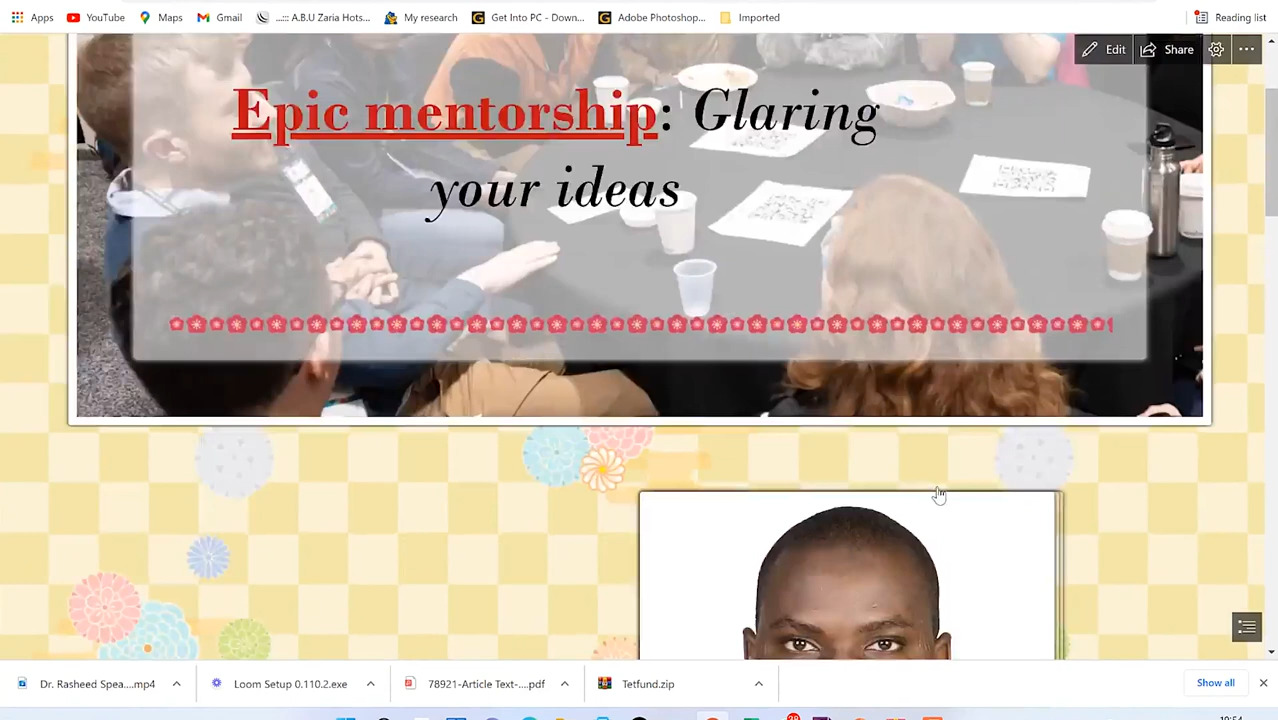 Apps YouTube Maps Gmail ...::: A.B.U Zaria Hots... My research Get Into PC - Down... Adobe Photoshop... Imported Reading list
Edit Share
Epic mentorship: Glaring
your ideas
Dr. Rasheed Spea....mp4 Loom Setup 0.110.2.exe 78921-Article Text-....pdf Tetfund.zip Show all